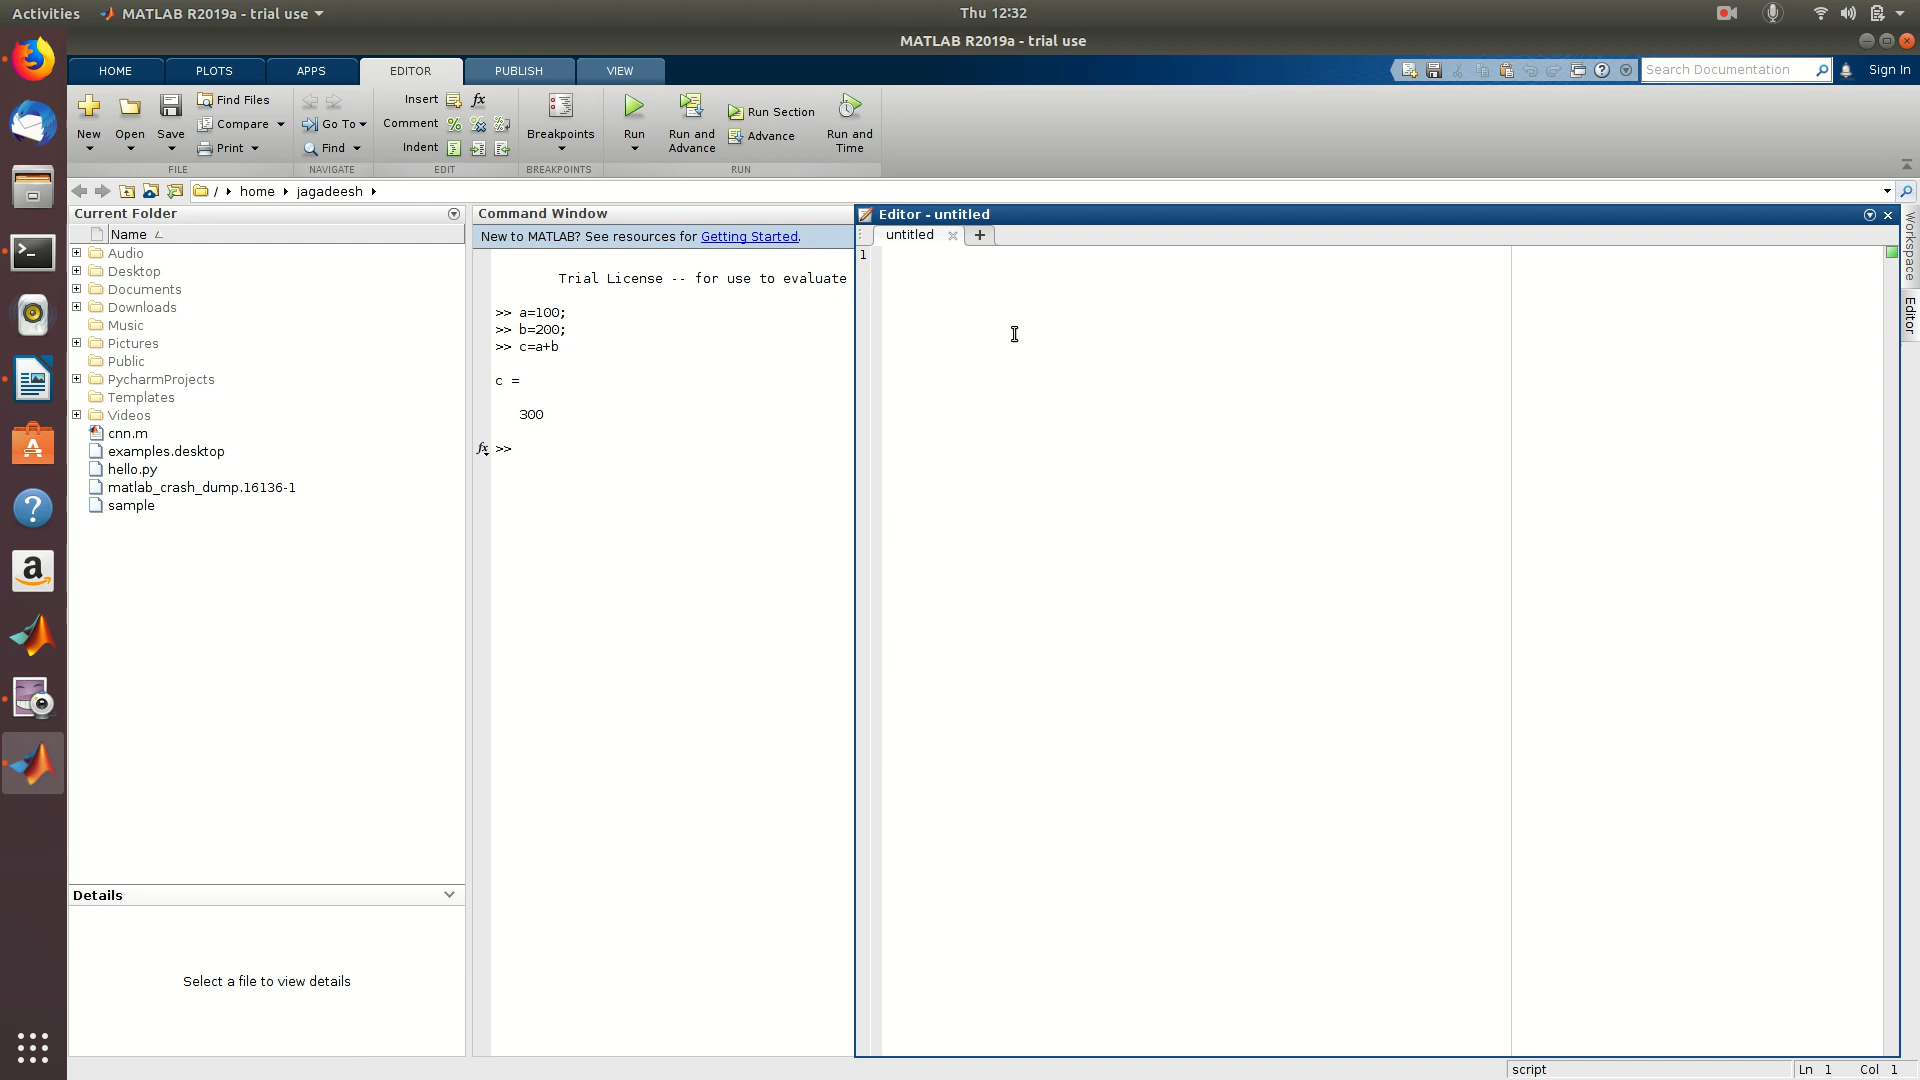 Activities MATLAB R2019a - trial use Thu 12:32
MATLAB R2019a - trial use
HOME PLOTS APPS EDITOR PUBLISH VIEW Search Documentation Sign In
New Open Save Find Files Compare Print
FILE
Go To Find
NAVIGATE
Insert fx
Comment
Indent
EDIT
Breakpoints
BREAKPOINTS
Run Run and Advance Run Section Advance Run and Time
RUN
/ home jagadeesh
Current Folder
Name
Audio
Desktop
Documents
Downloads
Music
Pictures
Public
PycharmProjects
Templates
Videos
cnn.m
examples.desktop
hello.py
matlab_crash_dump.16136-1
sample
Details
Select a file to view details
Command Window
New to MATLAB? See resources for Getting Started.
Trial License -- for use to evaluate
>> a=100;
>> b=200;
>> c=a+b
c =
300
fx >>
Editor - untitled
untitled +
1
Workspace
Editor
script Ln 1 Col 1